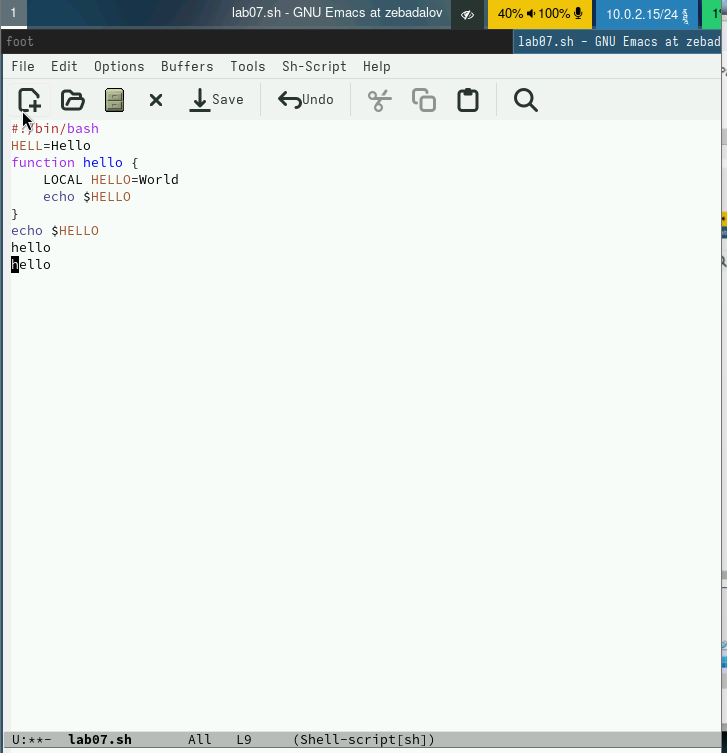 1 lab07.sh - GNU Emacs at zebadalov 40% 100% 10.0.2.15/24
foot lab07.sh - GNU Emacs at zebad
File Edit Options Buffers Tools Sh-Script Help
Save Undo
#!/bin/bash
HELL=Hello
function hello {
    LOCAL HELLO=World
    echo $HELLO
}
echo $HELLO
hello
hello
U:**- lab07.sh All L9 (Shell-script[sh])